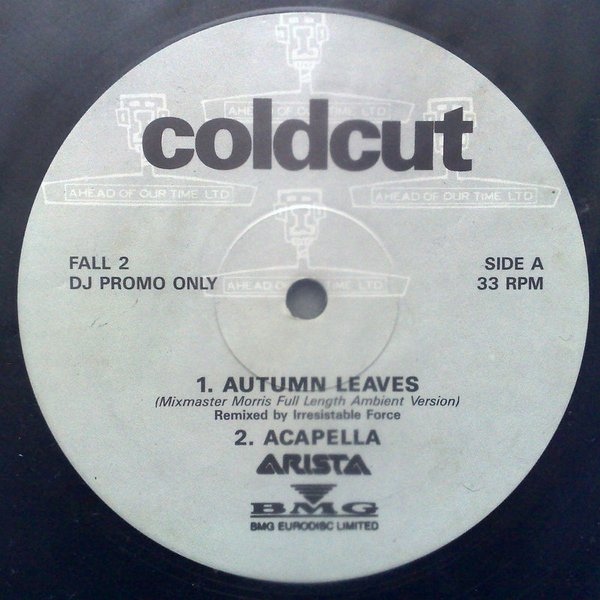 AHEAD OF OUR TIME LTD
coldcut
AHEAD OF OUR TIME LTD
AHEAD OF OUR TIME LTD
FALL 2
SIDE A
DJ PROMO ONLY
33 RPM
AHEAD OF OUR TIME LTD
1. AUTUMN LEAVES
(Mixmaster Morris Full Length Ambient Version)
Remixed by Irresistable Force
2. ACAPELLA
ARISTA
BMG
BMG EURODISC LIMITED